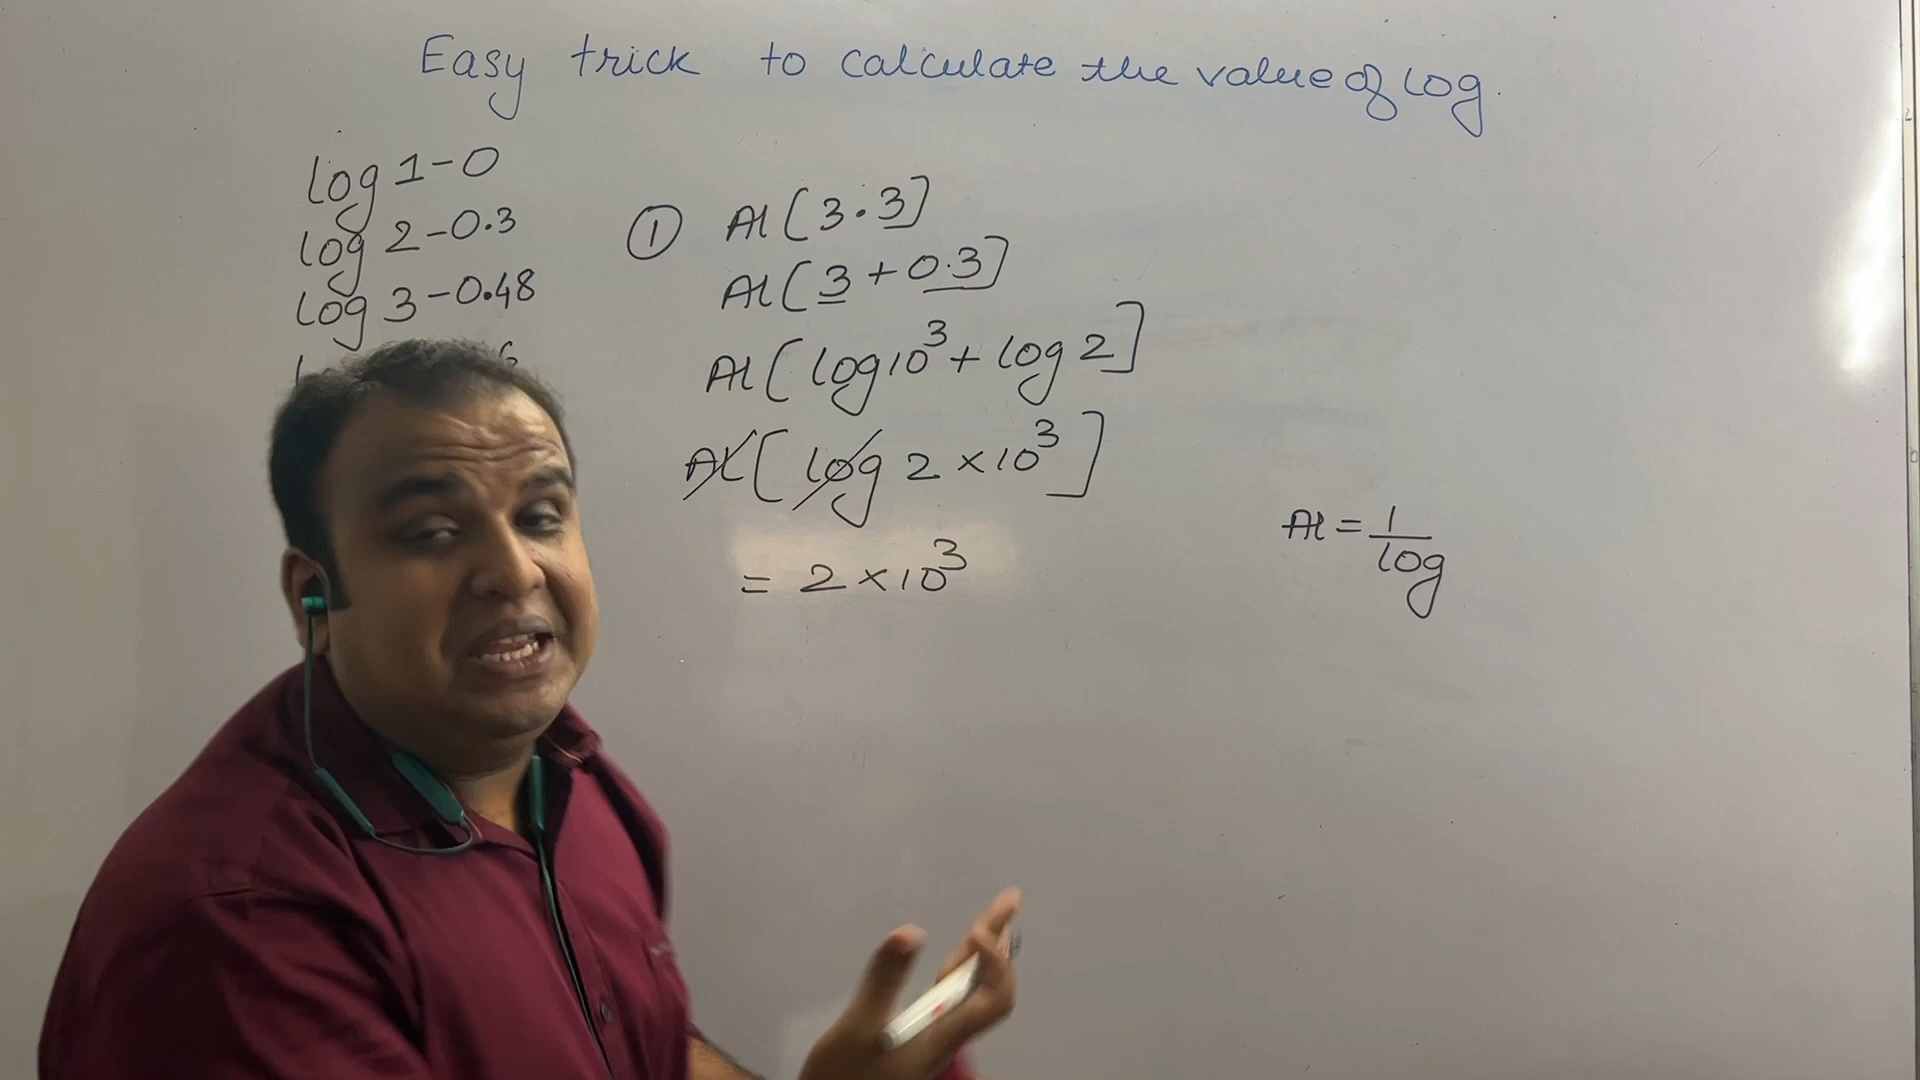 Easy trick to calculate the value of log.
log 1-0
log 2-0.3
log 3-0.48
6
① Al[3.3]
Al[3+0.3]
Al[log10³+log 2]
Al[log 2×10³]
= 2×10³
Al = 1/log